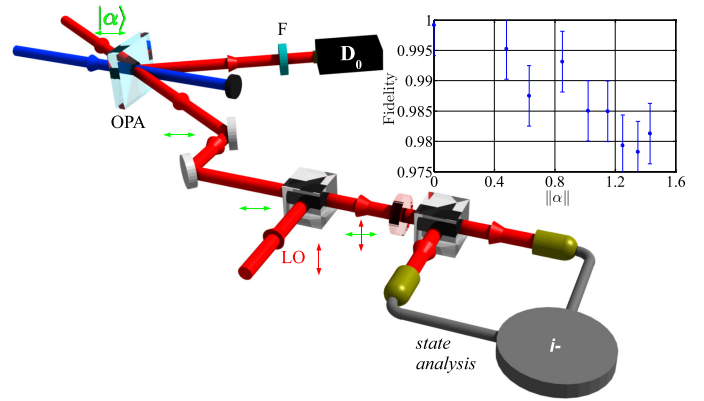 |α⟩
F
D₀
OPA
LO
state
analysis
i-
Fidelity
1
0.995
0.99
0.985
0.98
0.975
0
0.4
0.8
1.2
1.6
‖α‖